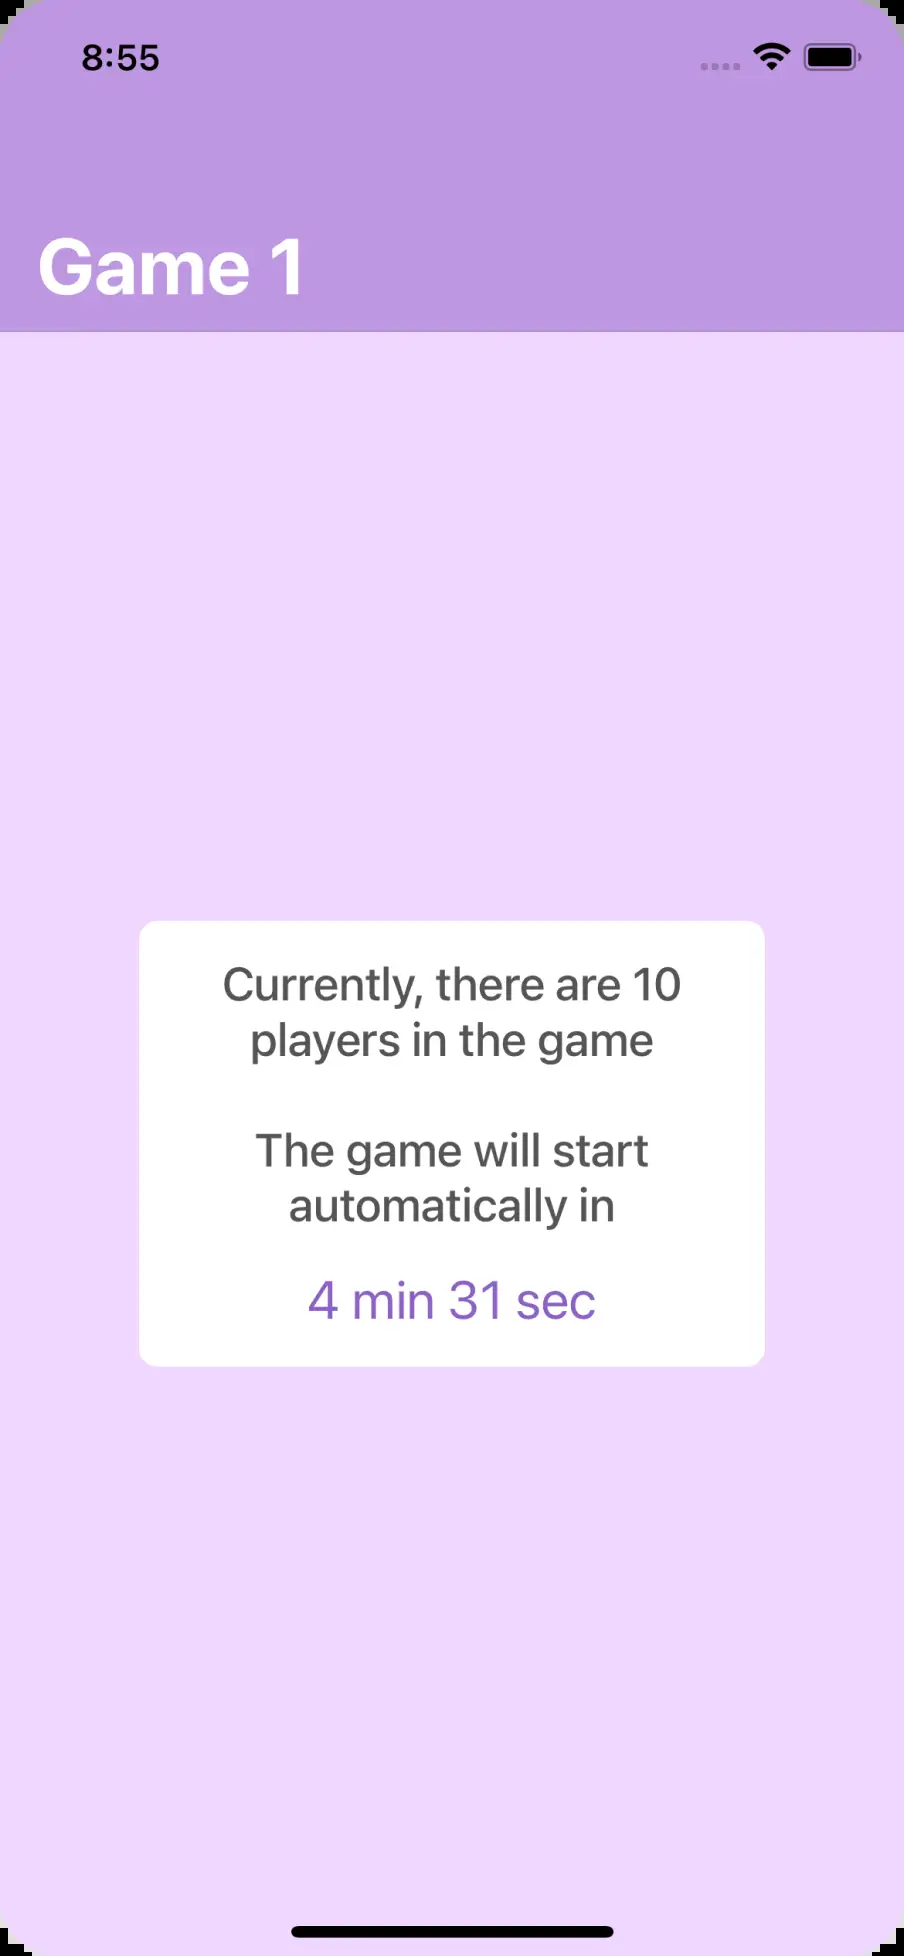 8:55
Game 1
Currently, there are 10
players in the game
The game will start
automatically in
4 min 31 sec